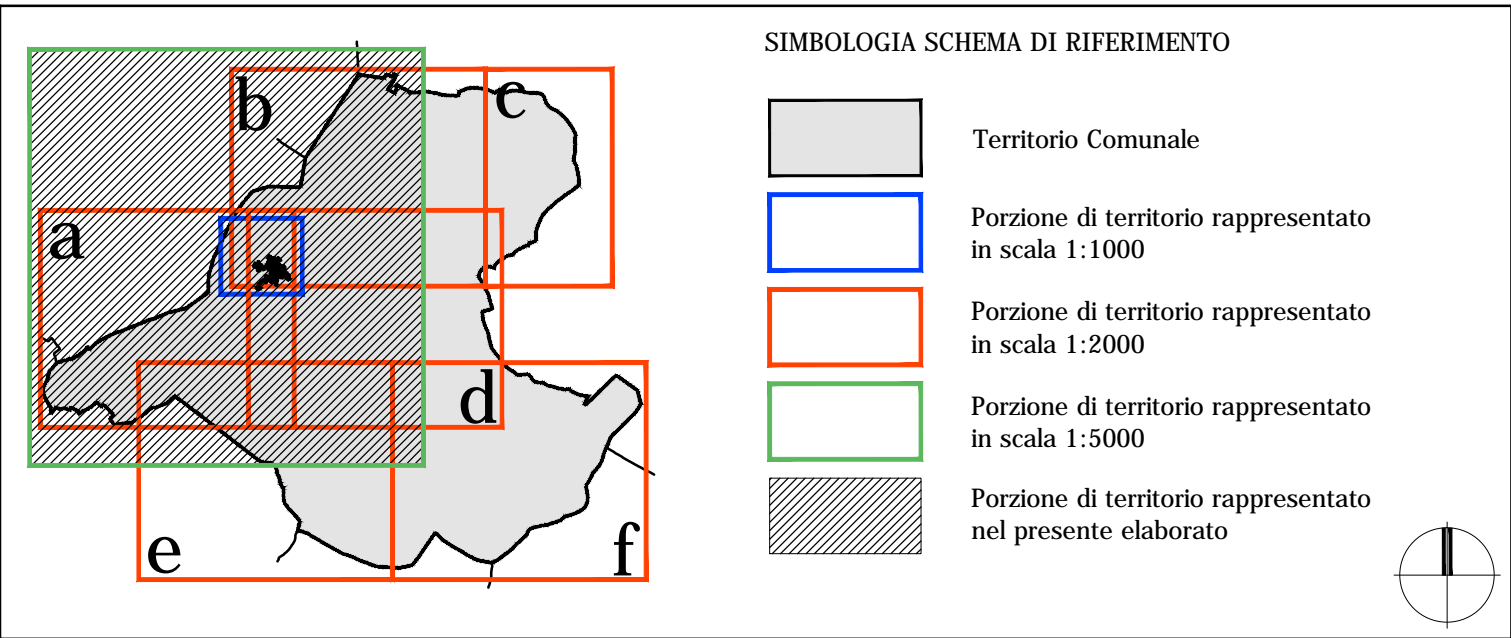 SIMBOLOGIA SCHEMA DI RIFERIMENTO
b
c
a
d
e
f
Territorio Comunale
Porzione di territorio rappresentato
in scala 1:1000
Porzione di territorio rappresentato
in scala 1:2000
Porzione di territorio rappresentato
in scala 1:5000
Porzione di territorio rappresentato
nel presente elaborato